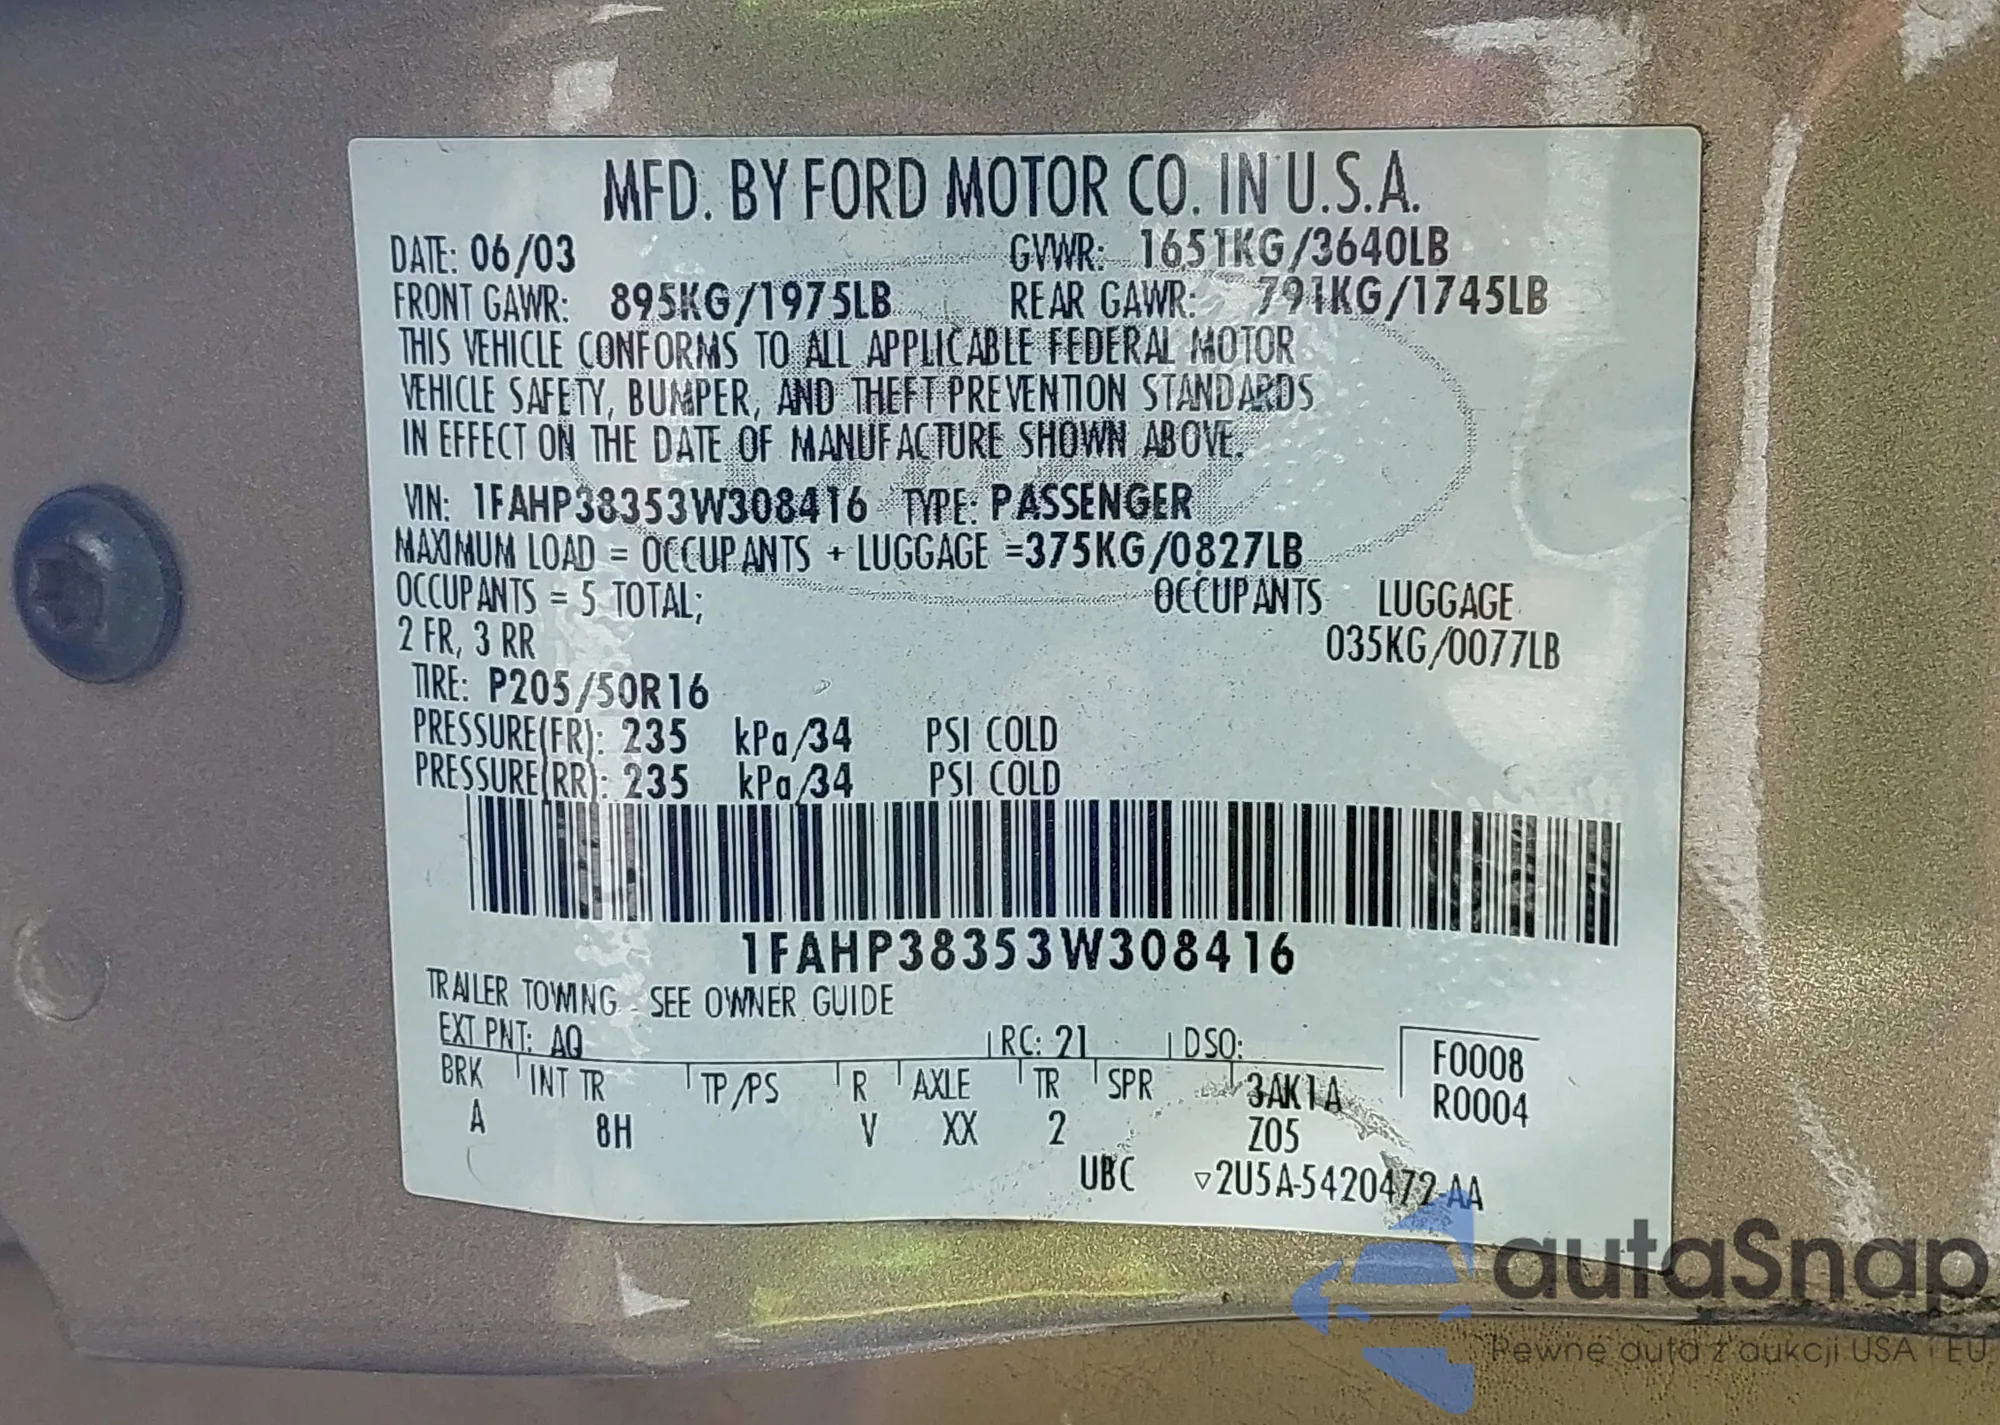 MFD. BY FORD MOTOR CO. IN U.S.A.
DATE: 06/03 GVWR: 1651KG/3640LB
FRONT GAWR: 895KG/1975LB REAR GAWR: 791KG/1745LB
THIS VEHICLE CONFORMS TO ALL APPLICABLE FEDERAL MOTOR
VEHICLE SAFETY, BUMPER, AND THEFT PREVENTION STANDARDS
IN EFFECT ON THE DATE OF MANUFACTURE SHOWN ABOVE.
VIN: 1FAHP38353W308416 TYPE: PASSENGER
MAXIMUM LOAD = OCCUPANTS + LUGGAGE =375KG/0827LB
OCCUPANTS = 5 TOTAL; OCCUPANTS LUGGAGE
2 FR, 3 RR 035KG/0077LB
TIRE: P205/50R16
PRESSURE(FR): 235 kPa/34 PSI COLD
PRESSURE(RR): 235 kPa/34 PSI COLD
1FAHP38353W308416
TRAILER TOWING - SEE OWNER GUIDE
EXT PNT: AQ RC: 21 DSO: F0008
BRK INT TR TP/PS R AXLE TR SPR 3AK1A R0004
A 8H V XX 2 Z05
UBC ▽2U5A-5420472-AA
autaSnap
Pewne auta z aukcji USA i EU